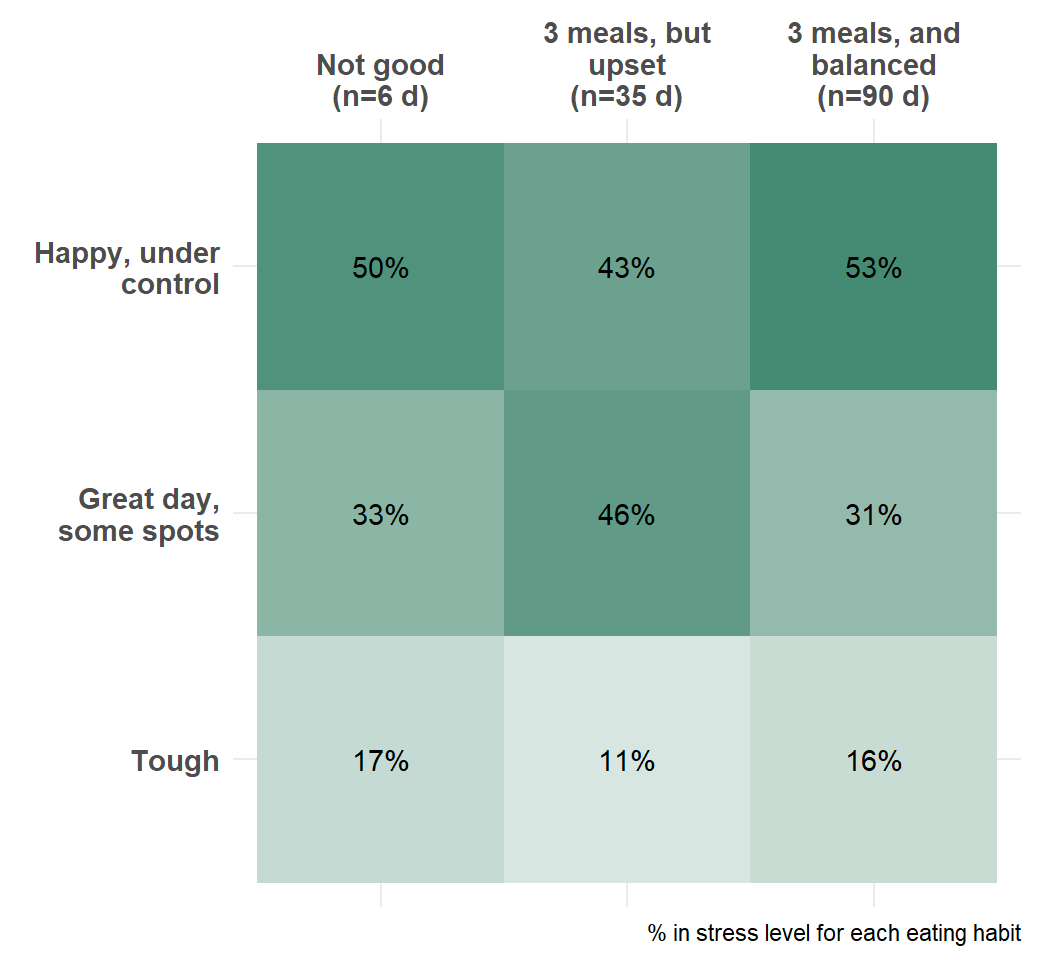 Not good
(n=6 d)
3 meals, but
upset
(n=35 d)
3 meals, and
balanced
(n=90 d)
Happy, under
control
50%
43%
53%
Great day,
some spots
33%
46%
31%
Tough
17%
11%
16%
% in stress level for each eating habit